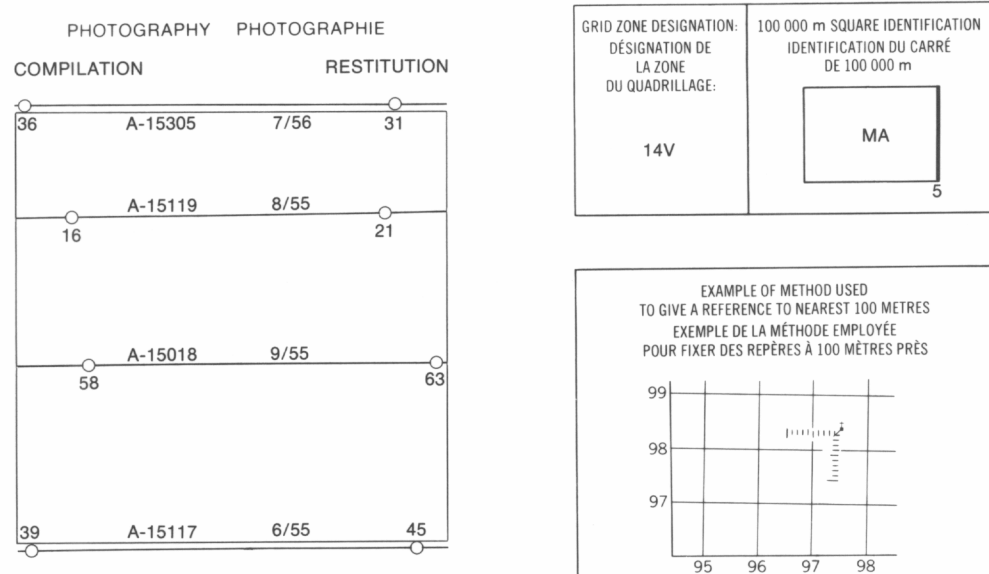 PHOTOGRAPHY PHOTOGRAPHIE
COMPILATION RESTITUTION
36 A-15305 7/56 31
A-15119 8/55
16 21
A-15018 9/55
58 63
39 A-15117 6/55 45
GRID ZONE DESIGNATION:
DÉSIGNATION DE
LA ZONE
DU QUADRILLAGE:
14V
100 000 m SQUARE IDENTIFICATION
IDENTIFICATION DU CARRÉ
DE 100 000 m
MA
5
EXAMPLE OF METHOD USED
TO GIVE A REFERENCE TO NEAREST 100 METRES
EXEMPLE DE LA MÉTHODE EMPLOYÉE
POUR FIXER DES REPÈRES À 100 MÈTRES PRÈS
99
98
97
95 96 97 98